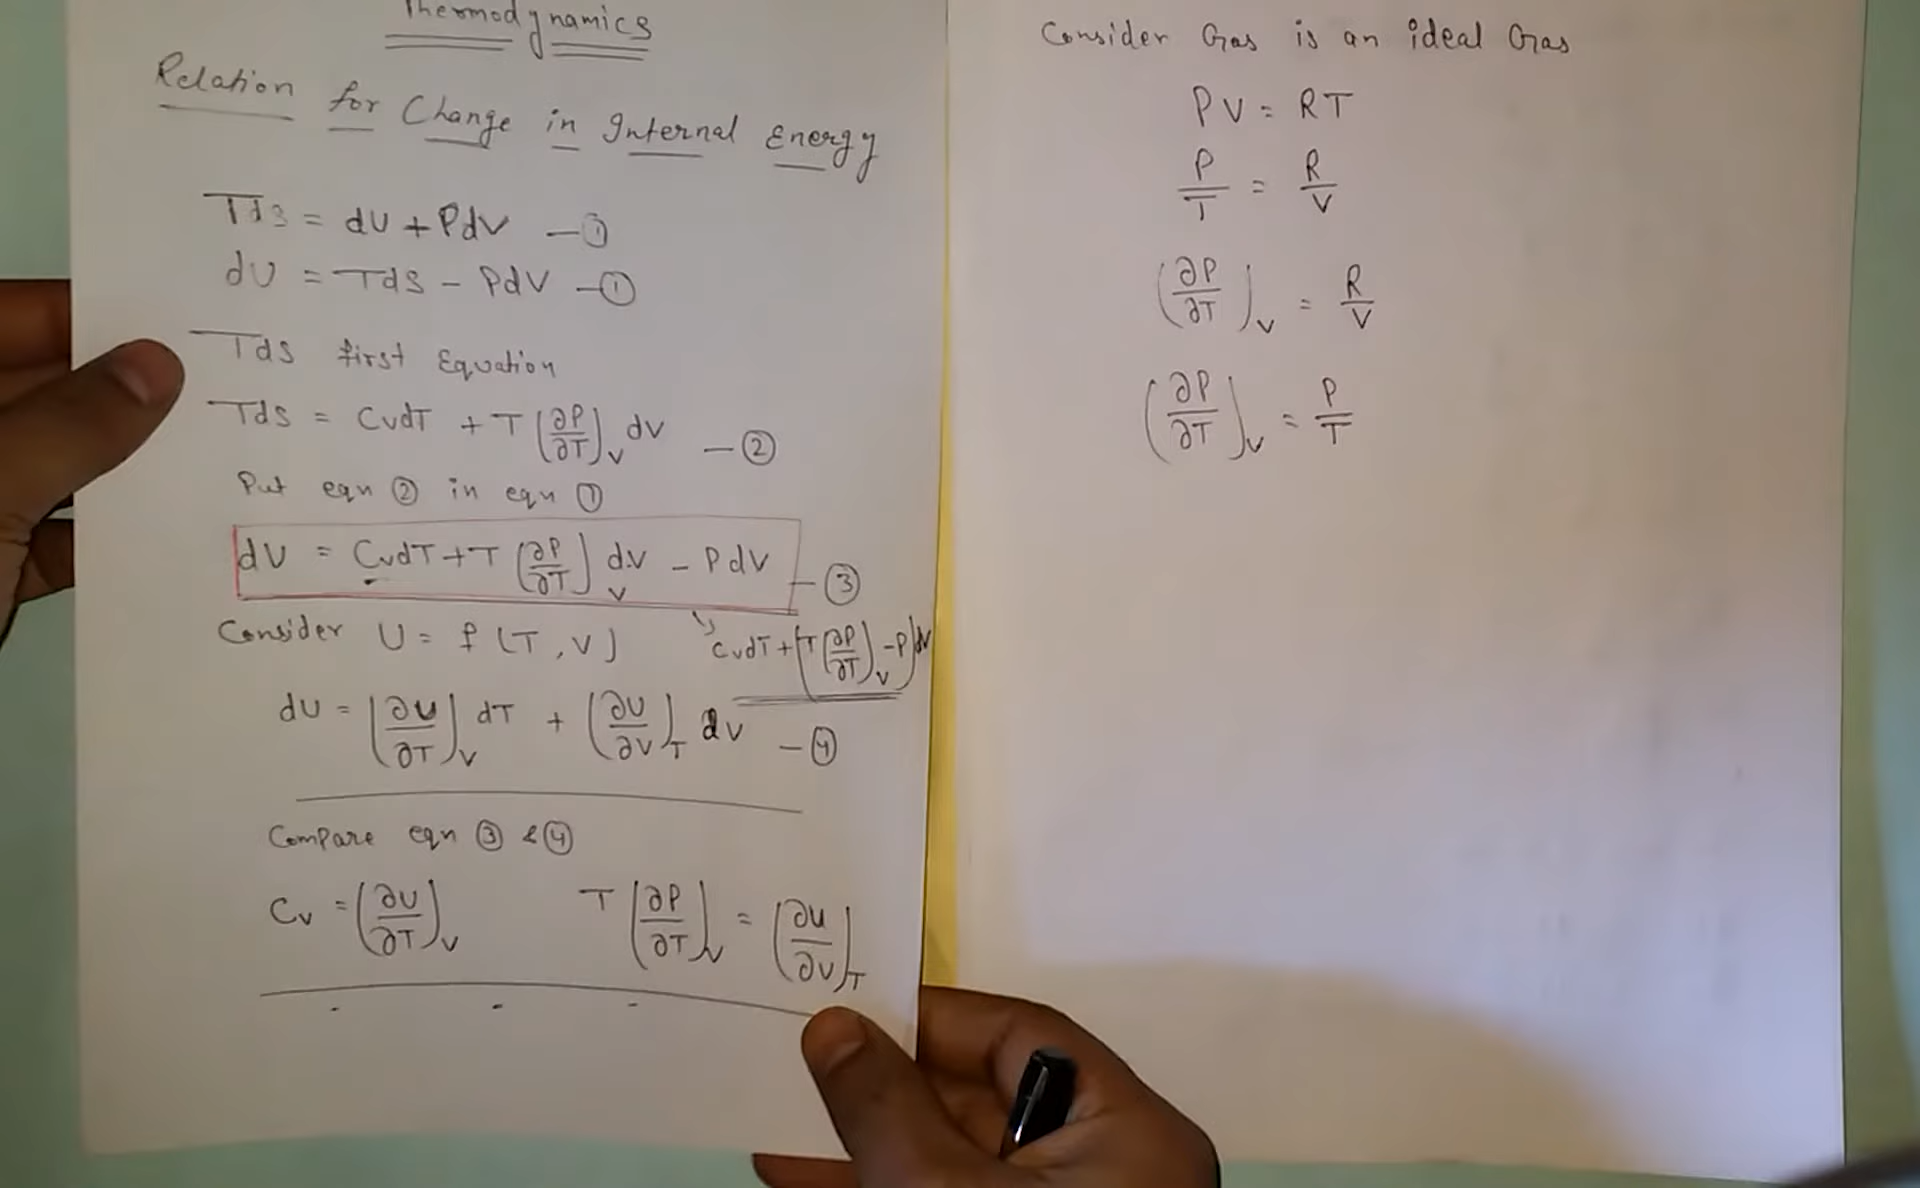 Thermodynamics
Relation for Change in Internal Energy
Tds = dU + PdV —①
dU = Tds - PdV —①
Tds first Equation
Tds = CvdT + T (∂P/∂T)v dv —②
Put eqn ② in eqn ①
dU = CvdT + T (∂P/∂T)v dv - PdV —③
Consider U = f(T, V)
CvdT + [T(∂P/∂T)v - P] dv
dU = (∂U/∂T)v dT + (∂U/∂V)T dv —④
Compare eqn ③ & ④
Cv = (∂U/∂T)v T (∂P/∂T)v = (∂U/∂V)T
Consider Gas is an ideal Gas
PV = RT
P/T = R/V
(∂P/∂T)v = R/V
(∂P/∂T)v = P/T